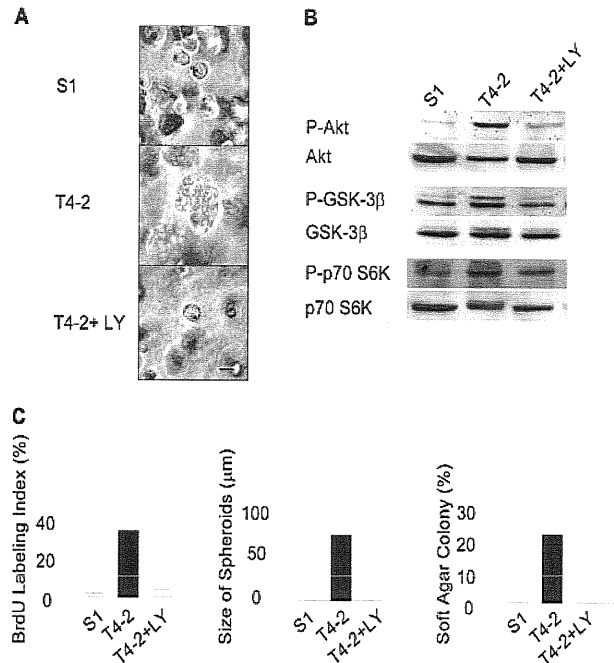 A
S1
T4-2
T4-2+ LY
B
S1 T4-2 T4-2+LY
P-Akt
Akt
P-GSK-3β
GSK-3β
P-p70 S6K
p70 S6K
C
BrdU Labeling Index (%)
40
20
0
S1 T4-2 T4-2+LY
Size of Spheroids (μm)
100
50
0
S1 T4-2 T4-2+LY
Soft Agar Colony (%)
30
20
10
0
S1 T4-2 T4-2+LY